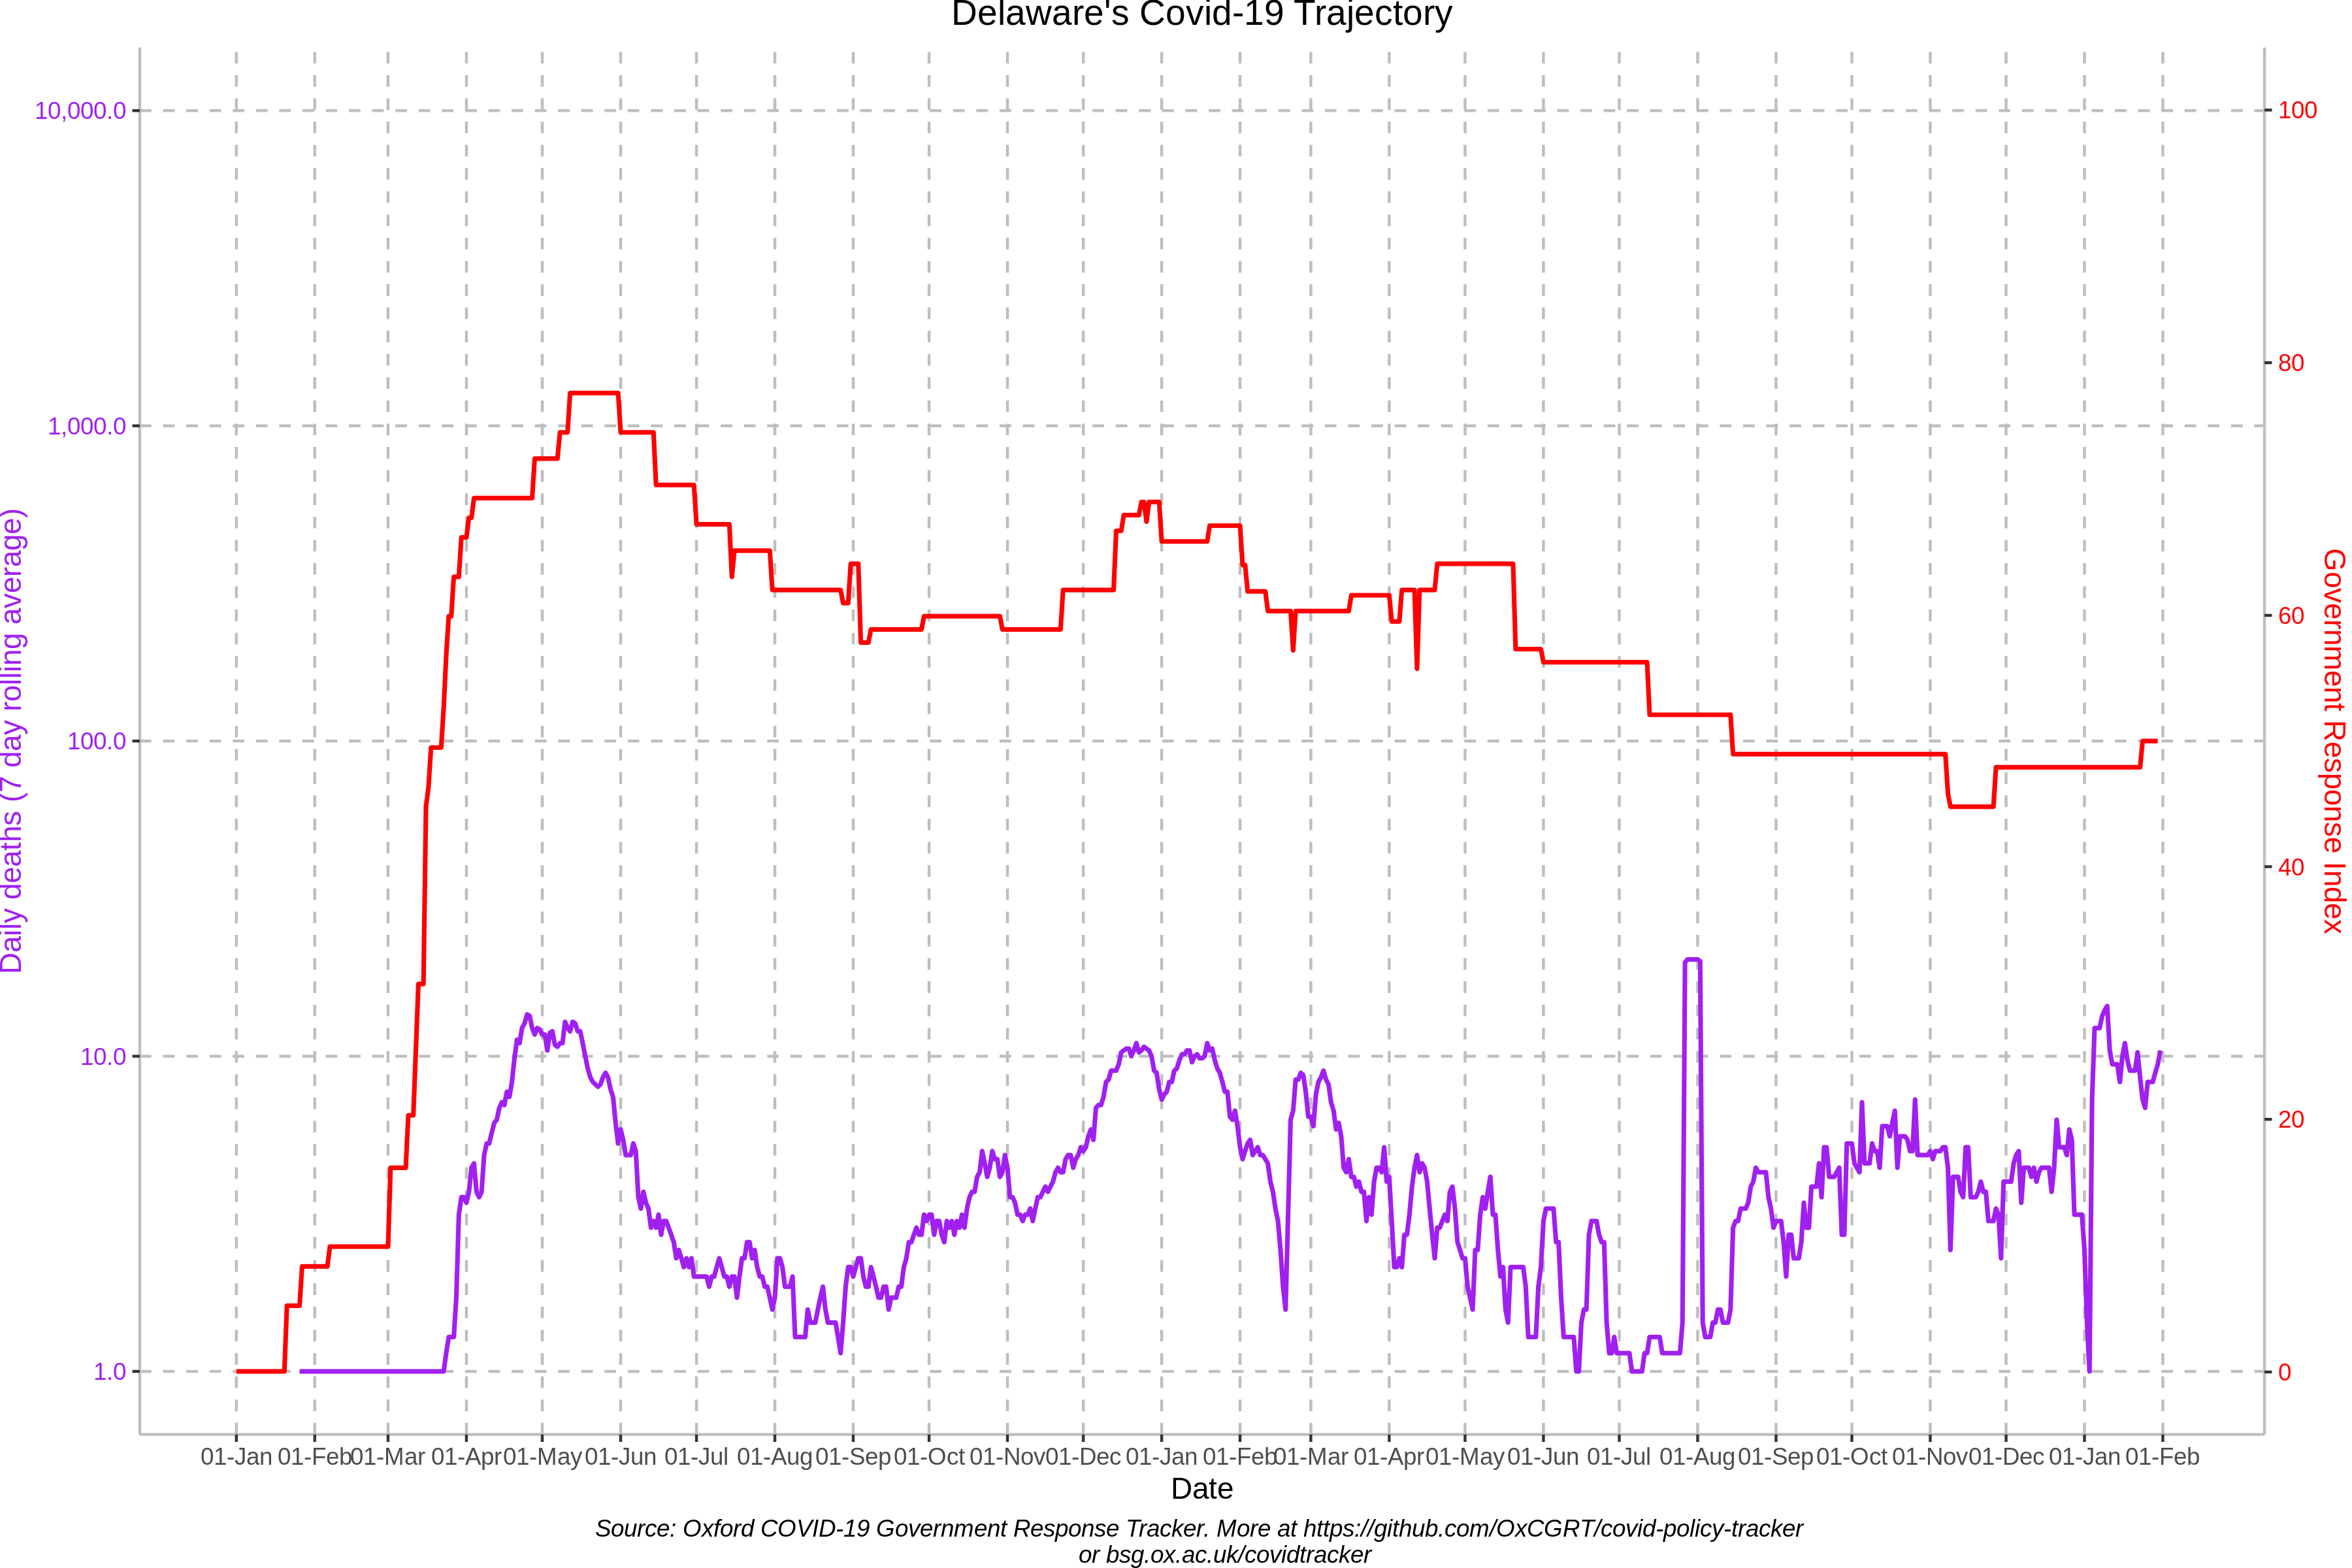 Delaware's Covid-19 Trajectory
10,000.0
1,000.0
100.0
10.0
1.0
Daily deaths (7 day rolling average)
100
80
60
40
20
0
Government Response Index
01-Jan 01-Feb 01-Mar 01-Apr 01-May 01-Jun 01-Jul 01-Aug 01-Sep 01-Oct 01-Nov 01-Dec 01-Jan 01-Feb 01-Mar 01-Apr 01-May 01-Jun 01-Jul 01-Aug 01-Sep 01-Oct 01-Nov 01-Dec 01-Jan 01-Feb
Date
Source: Oxford COVID-19 Government Response Tracker. More at https://github.com/OxCGRT/covid-policy-tracker
or bsg.ox.ac.uk/covidtracker